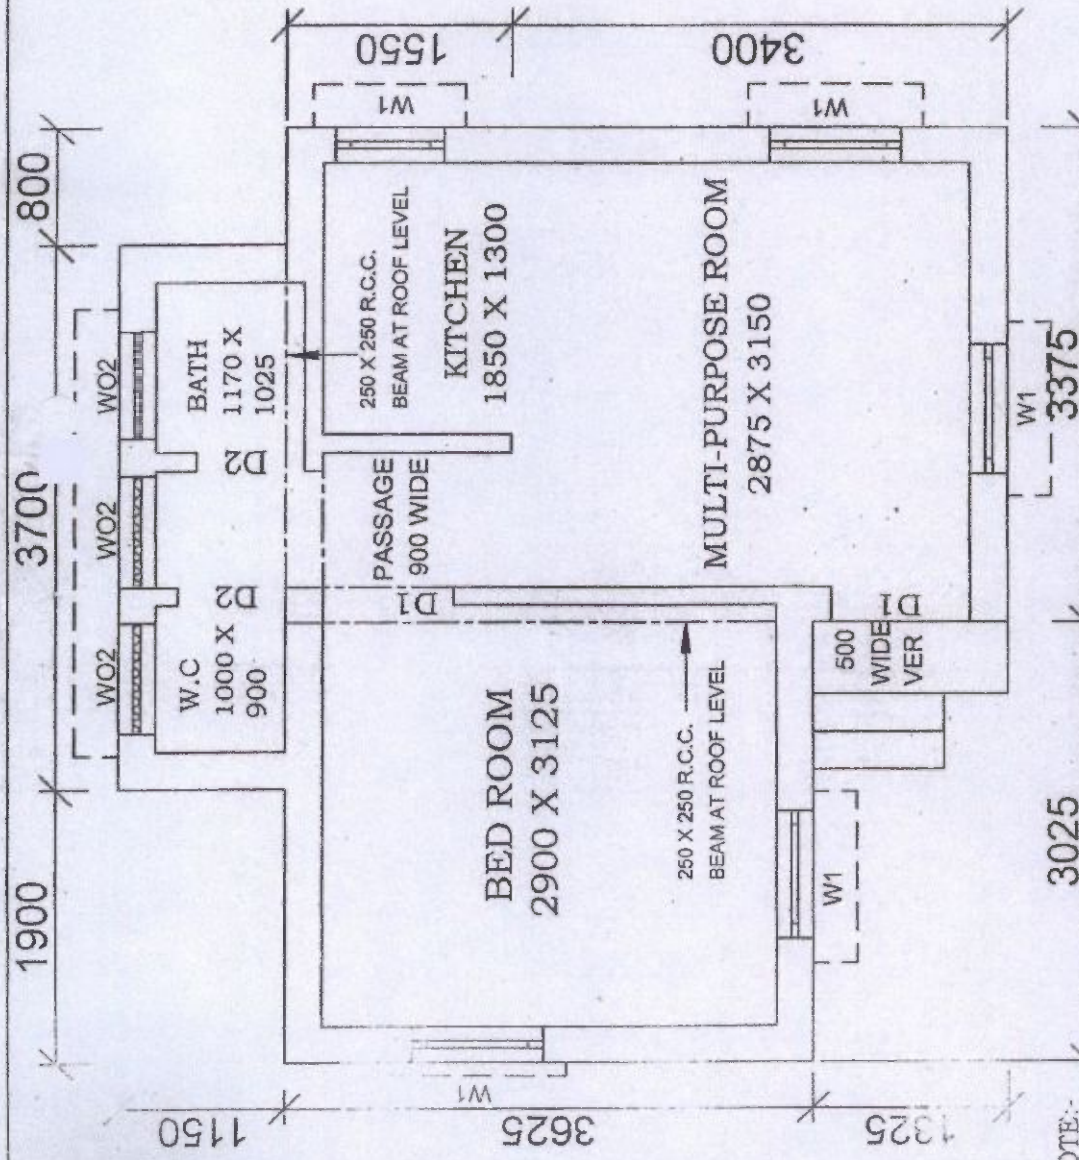 800
3700
1900
1550
3400
W1
W1
WO2
WO2
WO2
BATH
1170 X
1025
D2
W.C
1000 X
900
D2
250 X 250 R.C.C.
BEAM AT ROOF LEVEL
KITCHEN
1850 X 1300
PASSAGE
900 WIDE
D1
MULTI-PURPOSE ROOM
2875 X 3150
BED ROOM
2900 X 3125
250 X 250 R.C.C.
BEAM AT ROOF LEVEL
500
WIDE
VER
D1
W1
W1
W1
3375
3025
1150
3625
1325
OTE:-